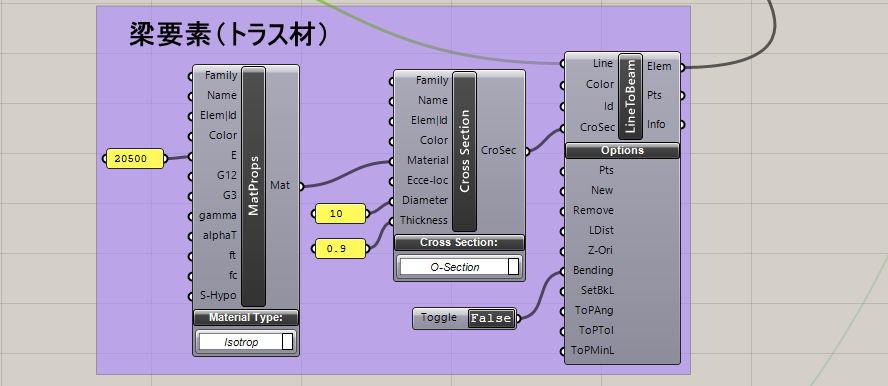 梁要素（トラス材）
Family
Name
Elem|Id
Color
E
G12
G3
gamma
alphaT
ft
fc
S-Hypo
MatProps
Mat
Material Type:
Isotrop
20500
Family
Name
Elem|Id
Color
Material
Ecce-loc
Diameter
Thickness
Cross Section
CroSec
Cross Section:
O-Section
10
0.9
Toggle False
Line
Color
Id
CroSec
LineToBeam
Elem
Pts
Info
Options
Pts
New
Remove
LDist
Z-Ori
Bending
SetBkL
ToPAng
ToPTol
ToPMinL